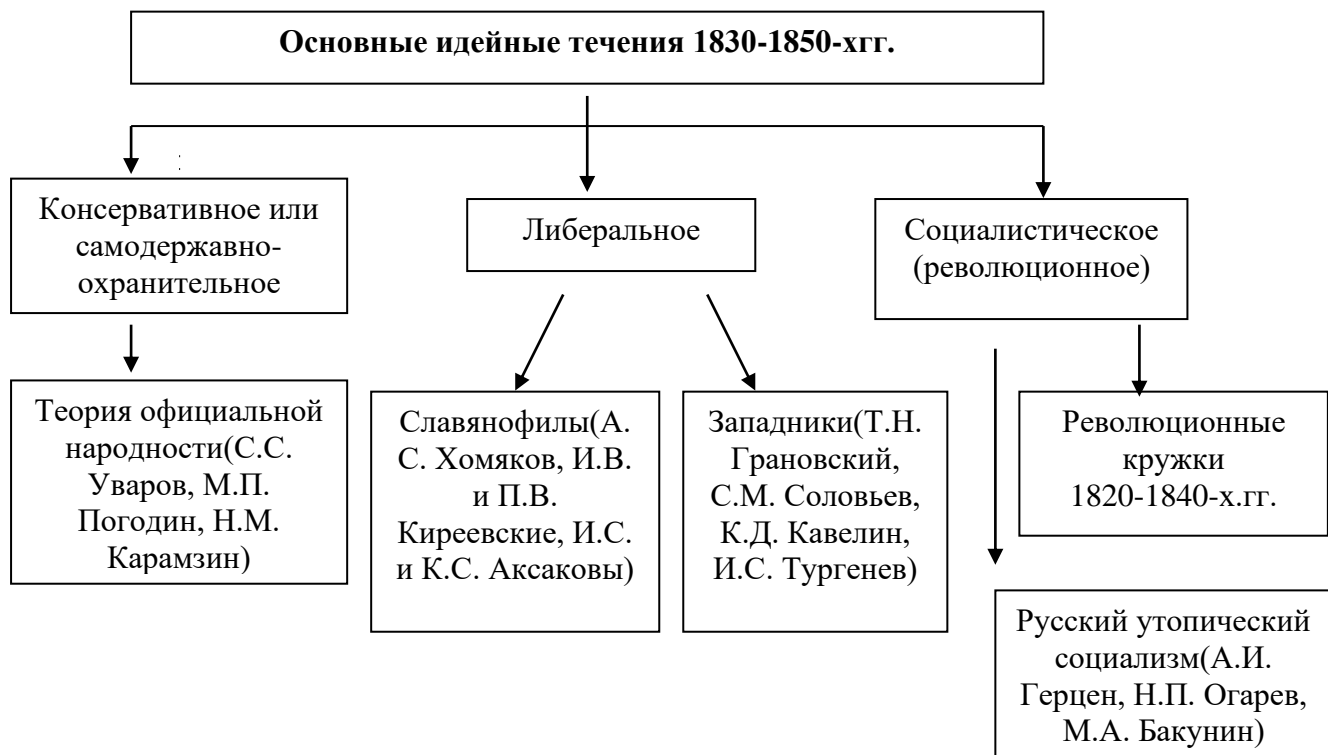 Основные идейные течения 1830-1850-хгг.
Консервативное или
самодержавно-
охранительное
Либеральное
Социалистическое
(революционное)
Теория официальной
народности(С.С.
Уваров, М.П.
Погодин, Н.М.
Карамзин)
Славянофилы(А.
С. Хомяков, И.В.
и П.В.
Киреевские, И.С.
и К.С. Аксаковы)
Западники(Т.Н.
Грановский,
С.М. Соловьев,
К.Д. Кавелин,
И.С. Тургенев)
Революционные
кружки
1820-1840-х.гг.
Русский утопический
социализм(А.И.
Герцен, Н.П. Огарев,
М.А. Бакунин)